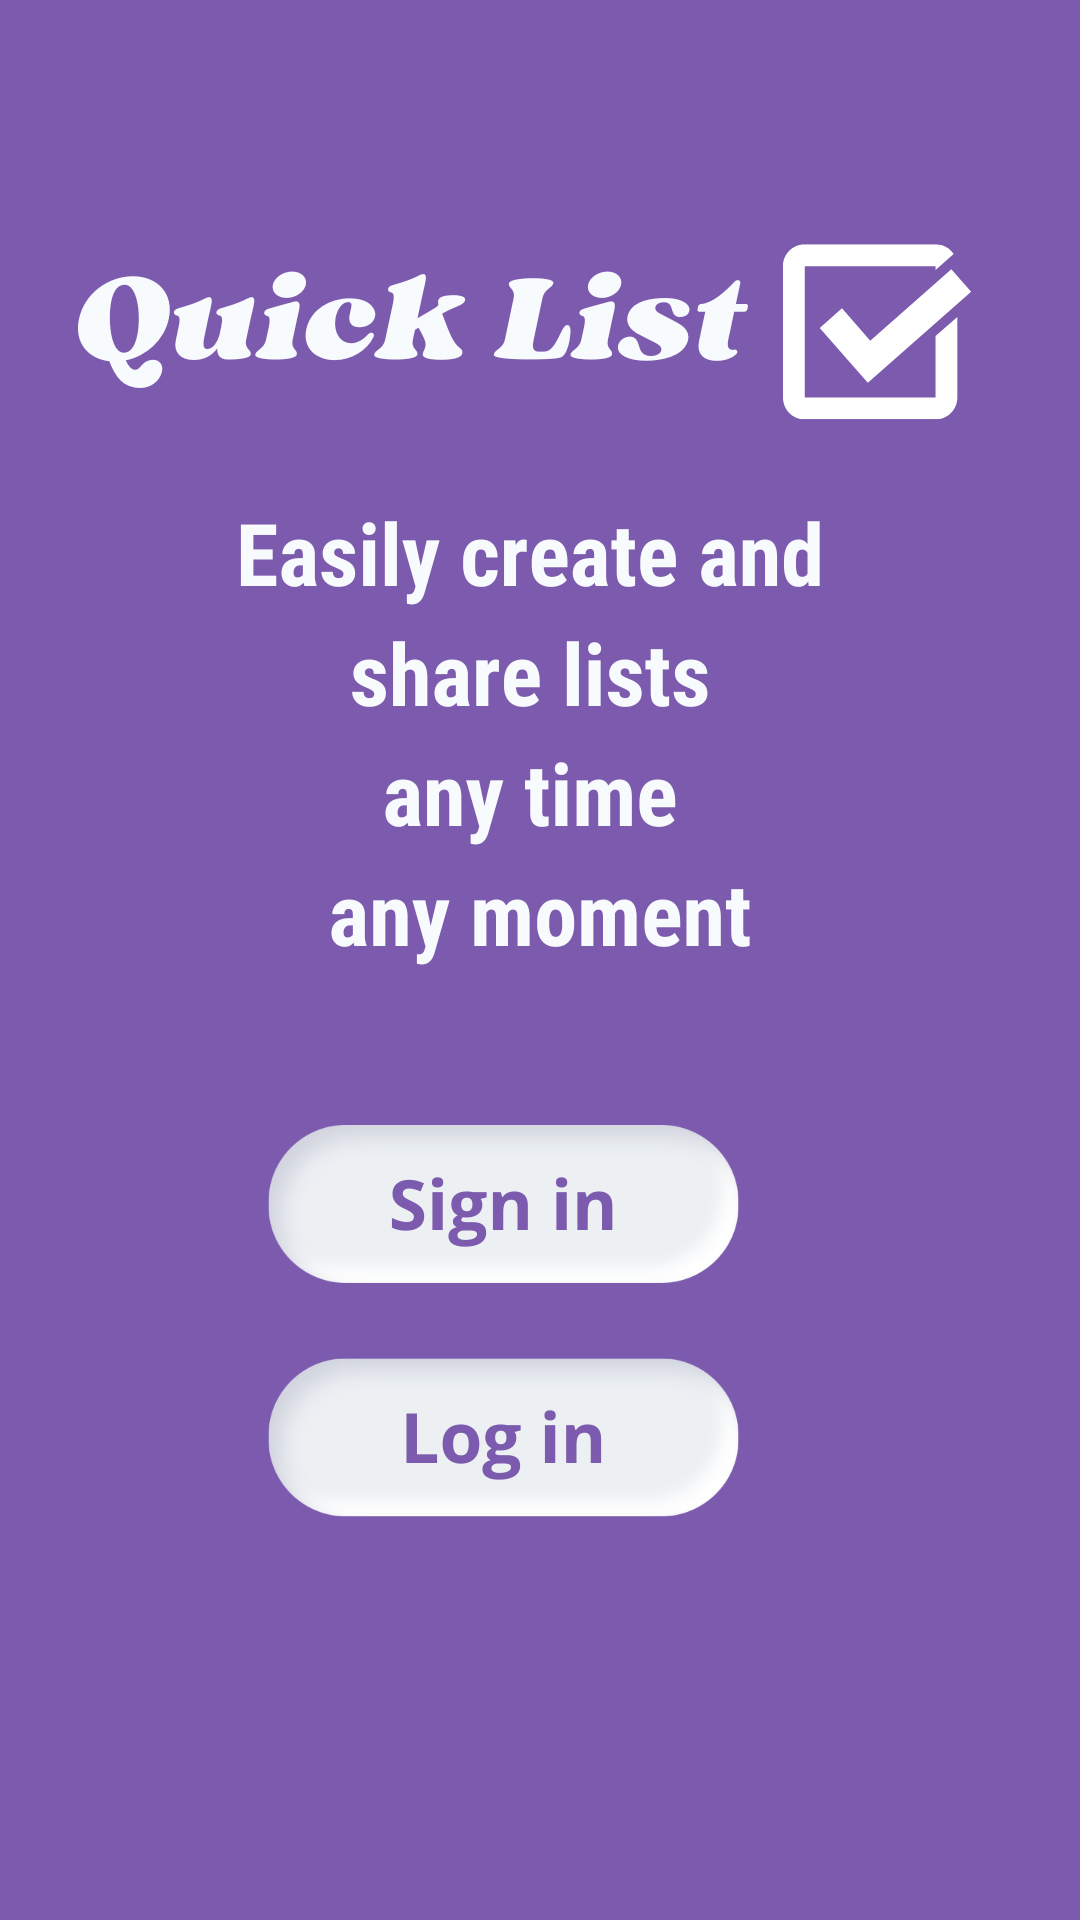 Quick List
Easily create and
share lists
any time
any moment
Sign in
Log in